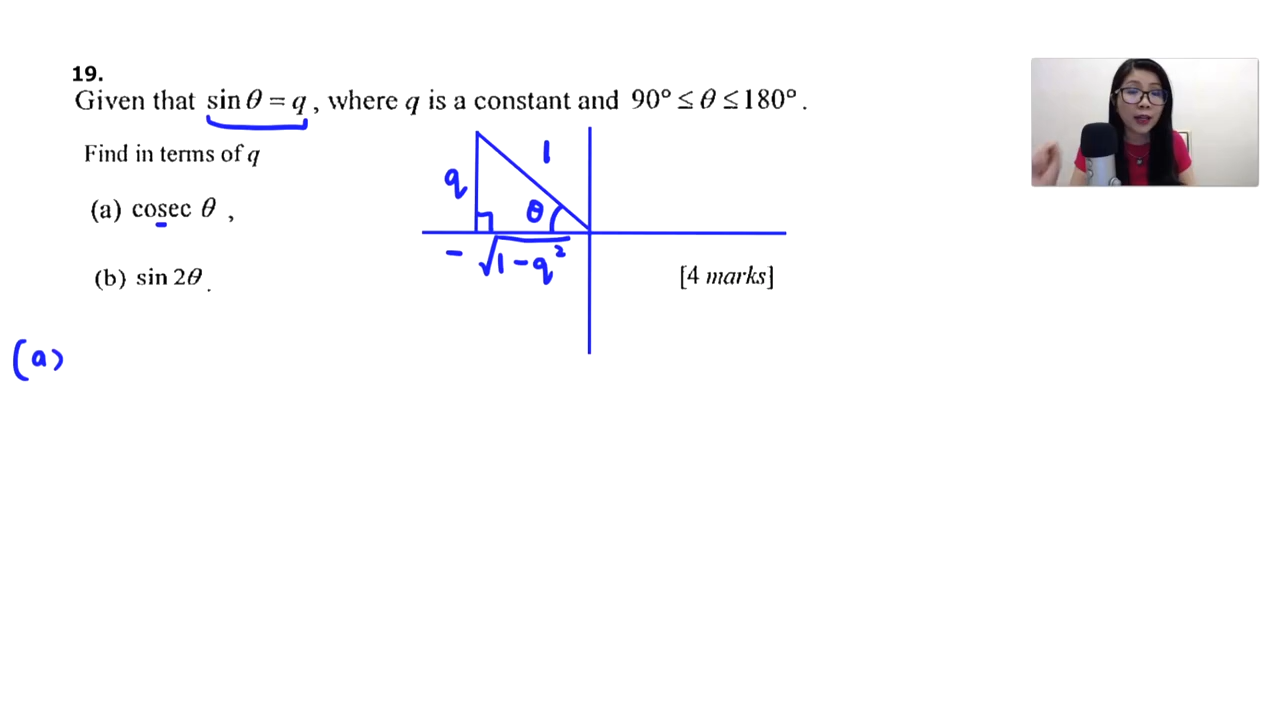 19.
Given that sin θ = q , where q is a constant and 90° ≤ θ ≤ 180° .
Find in terms of q
(a) cosec θ ,
(b) sin 2θ .
[4 marks]
1
q
θ
- √1-q²
(a)